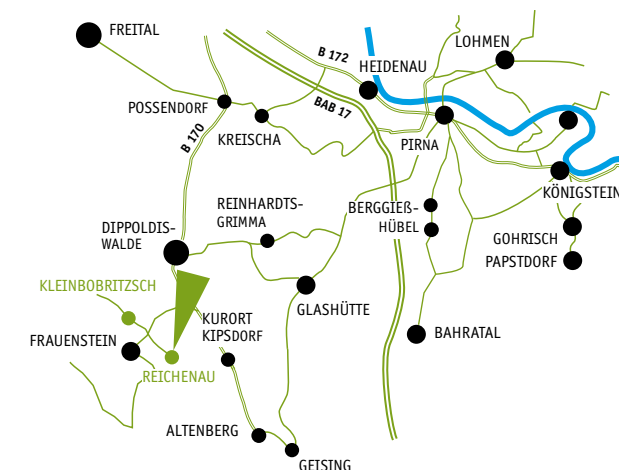 FREITAL
B 172
LOHMEN
HEIDENAU
POSSENDORF
BAB 17
KREISCHA
B 170
PIRNA
KÖNIGSTEIN
REINHARDTS-
GRIMMA
BERGGIEß-
HÜBEL
DIPPOLDIS-
WALDE
GOHRISCH
PAPSTDORF
KLEINBOBRITZSCH
GLASHÜTTE
KURORT
KIPSDORF
FRAUENSTEIN
BAHRATAL
REICHENAU
ALTENBERG
GEISING